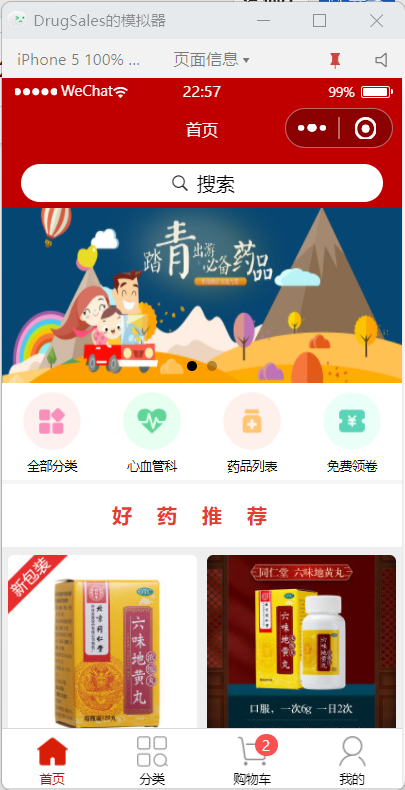 DrugSales的模拟器
iPhone 5 100% ...
页面信息
WeChat
22:57
99%
首页
搜索
踏青出游必备药品
全部分类
心血管科
药品列表
免费领卷
好药推荐
新包装
北京同仁堂
六味地黄丸
同仁堂 六味地黄丸
六味地黄丸
口服、一次6g 一日2次
首页
分类
2
购物车
我的